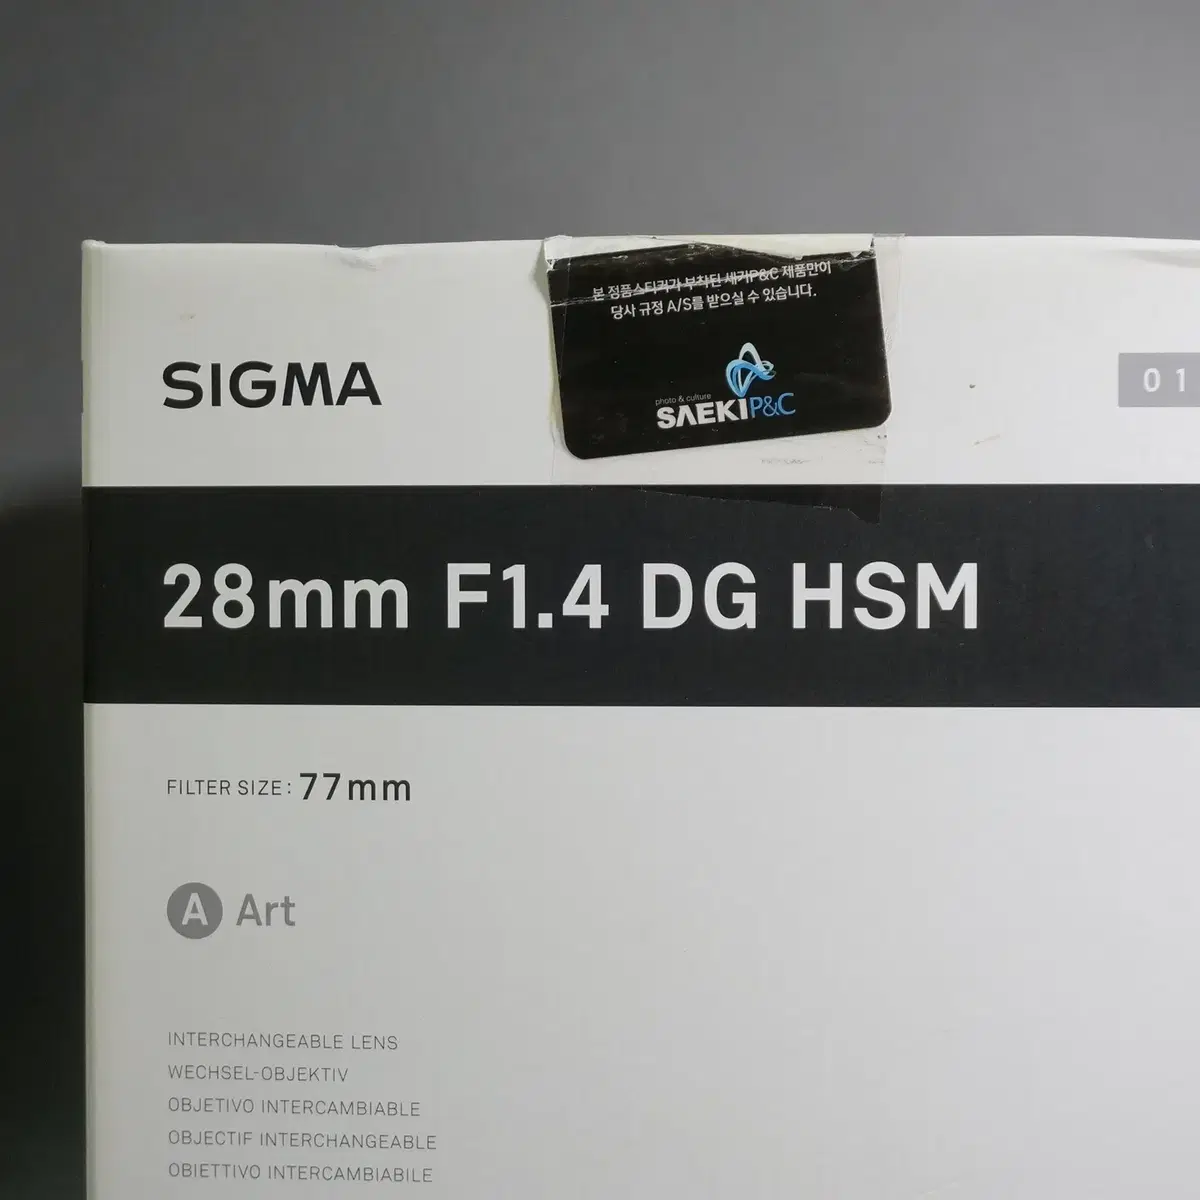 본 정품스티커가 부착된 세기P&C 제품만이
당사 규정 A/S를 받으실 수 있습니다.
photo & culture
SAEKI P&C
SIGMA
01
28mm F1.4 DG HSM
FILTER SIZE: 77mm
A Art
INTERCHANGEABLE LENS
WECHSEL-OBJEKTIV
OBJETIVO INTERCAMBIABLE
OBJECTIF INTERCHANGEABLE
OBIETTIVO INTERCAMBIABILE